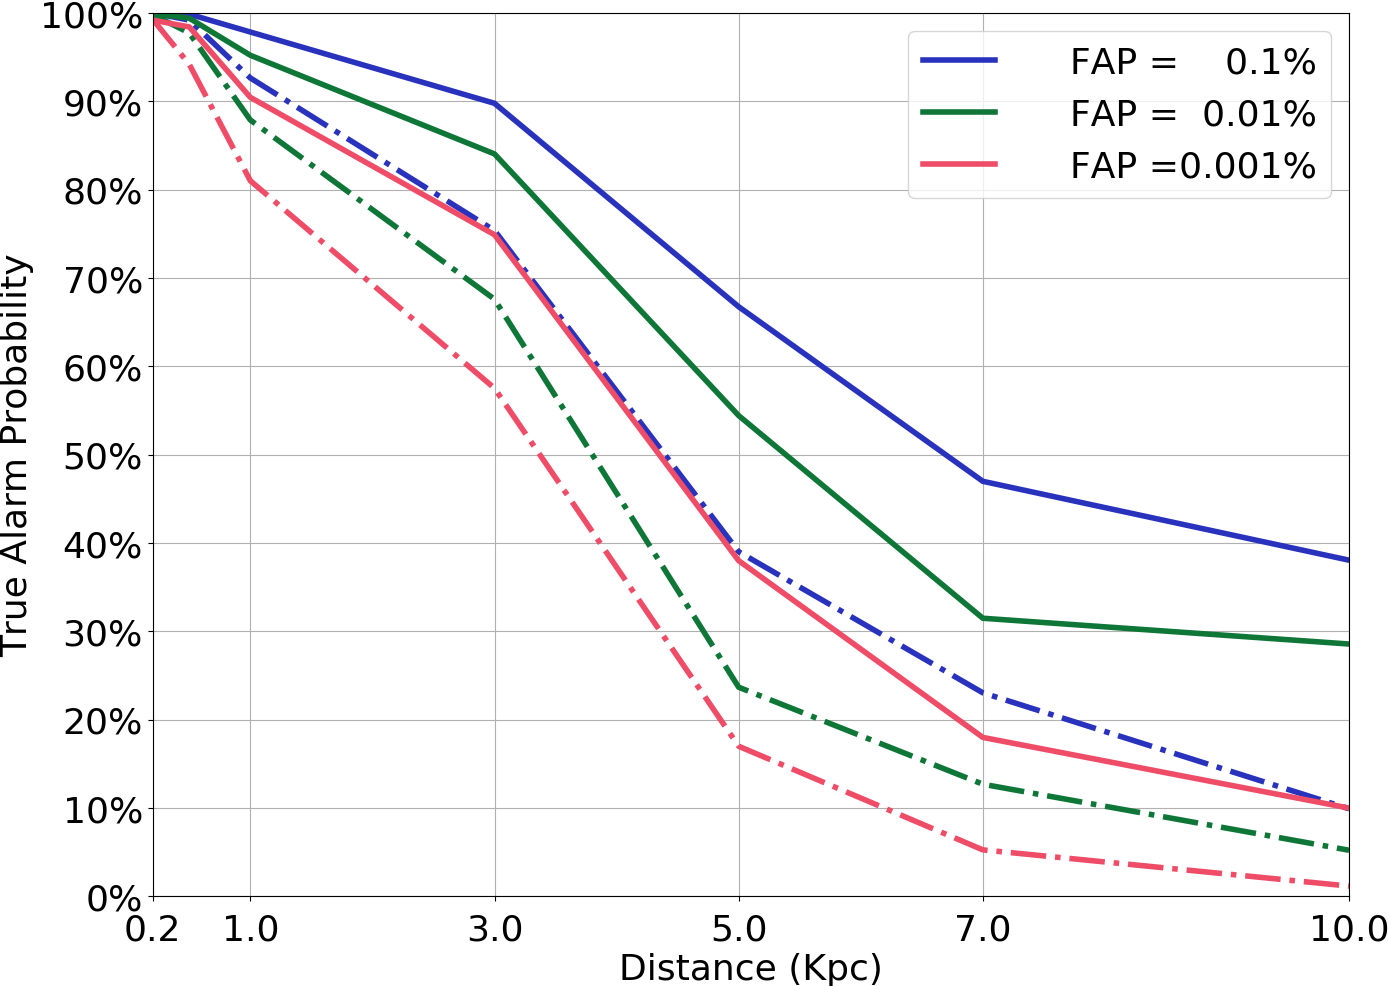 100%
90%
80%
70%
60%
50%
40%
30%
20%
10%
0%
True Alarm Probability
FAP = 0.1%
FAP = 0.01%
FAP =0.001%
0.2 1.0 3.0 5.0 7.0 10.0
Distance (Kpc)